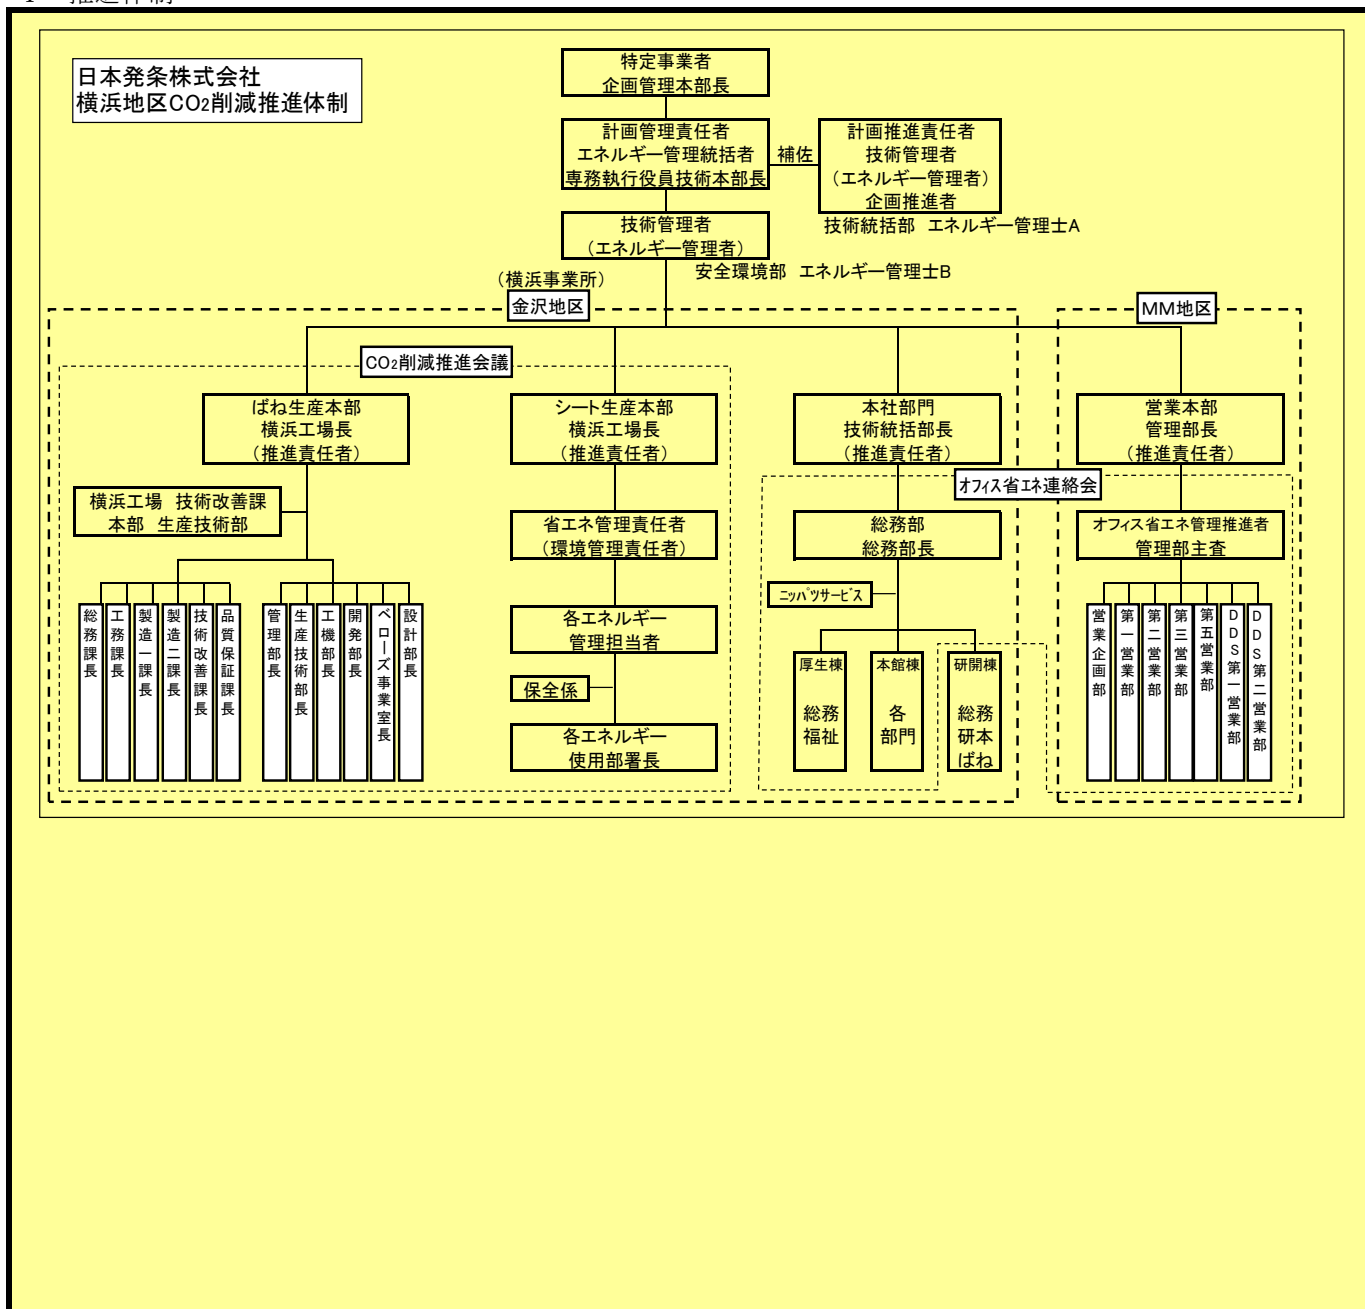 日本発条株式会社
横浜地区CO₂削減推進体制
特定事業者
企画管理本部長
計画管理責任者
エネルギー管理統括者
専務執行役員技術本部長
補佐
計画推進責任者
技術管理者
(エネルギー管理者)
企画推進者
技術統括部 エネルギー管理士A
技術管理者
(エネルギー管理者)
安全環境部 エネルギー管理士B
(横浜事業所)
金沢地区
MM地区
CO₂削減推進会議
ばね生産本部
横浜工場長
(推進責任者)
シート生産本部
横浜工場長
(推進責任者)
本社部門
技術統括部長
(推進責任者)
営業本部
管理部長
(推進責任者)
オフィス省エネ連絡会
横浜工場 技術改善課
本部 生産技術部
省エネ管理責任者
(環境管理責任者)
総務部
総務部長
オフィス省エネ管理推進者
管理部主査
ニッパツサービス
総務課長
工務課長
製造一課長
製造二課長
技術改善課長
品質保証課長
管理部長
生産技術部長
工機部長
開発部長
ベローズ事業室長
設計部長
各エネルギー
管理担当者
保全係
各エネルギー
使用部署長
厚生棟
総務
福祉
本館棟
各
部門
研開棟
総務
研本
ばね
営業企画部
第一営業部
第二営業部
第三営業部
第五営業部
DDS第一営業部
DDS第二営業部